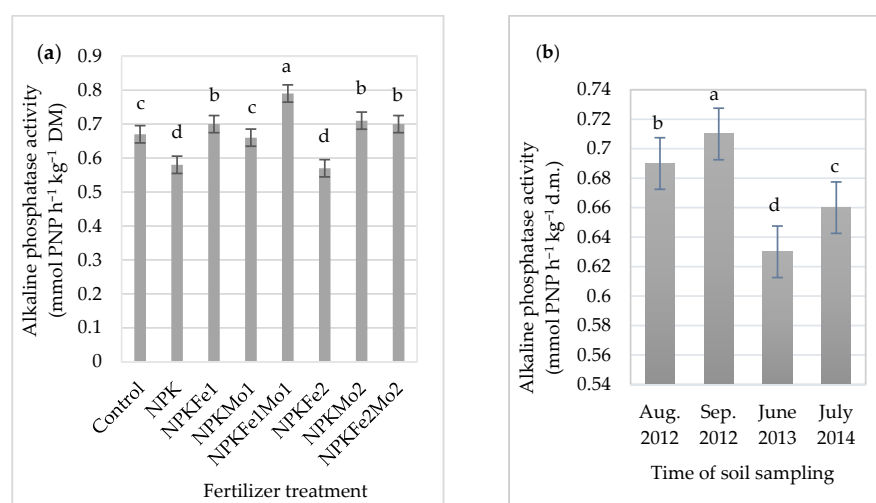 (a)
0.9
0.8
0.7
0.6
0.5
0.4
0.3
0.2
0.1
0
Alkaline phosphatase activity
(mmol PNP h⁻¹ kg⁻¹ DM)
c
d
b
c
a
d
b
b
Control
NPK
NPKFe1
NPKMo1
NPKFe1Mo1
NPKFe2
NPKMo2
NPKFe2Mo2
Fertilizer treatment
(b)
0.74
0.72
0.7
0.68
0.66
0.64
0.62
0.6
0.58
0.56
0.54
Alkaline phosphatase activity
(mmol PNP h⁻¹ kg⁻¹ d.m.)
b
a
d
c
Aug.
2012
Sep.
2012
June
2013
July
2014
Time of soil sampling